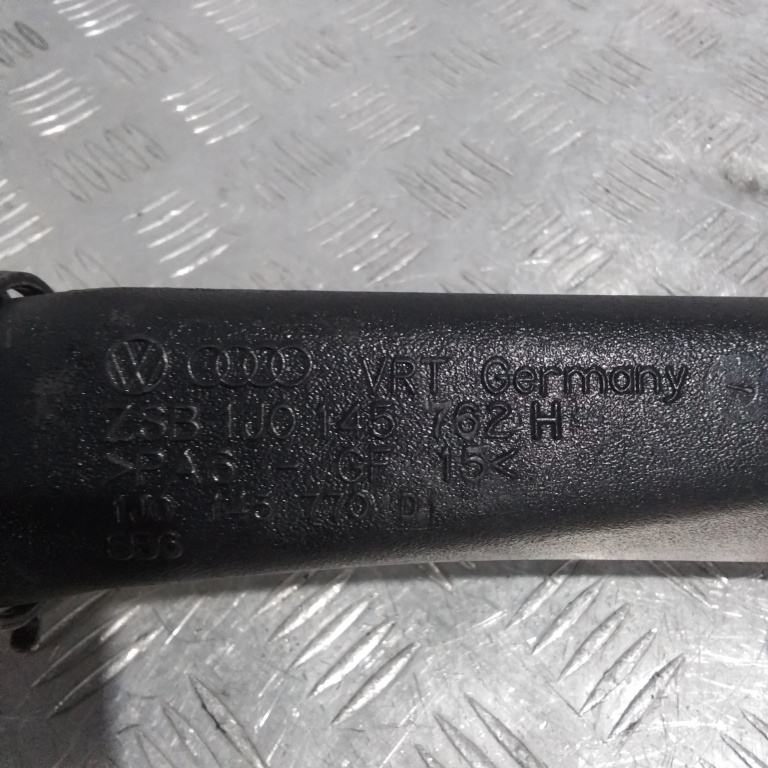 VRT Germany
ZSB 1J0 145 762 H
>PA6 - GF 15<
1J0 145 770 D